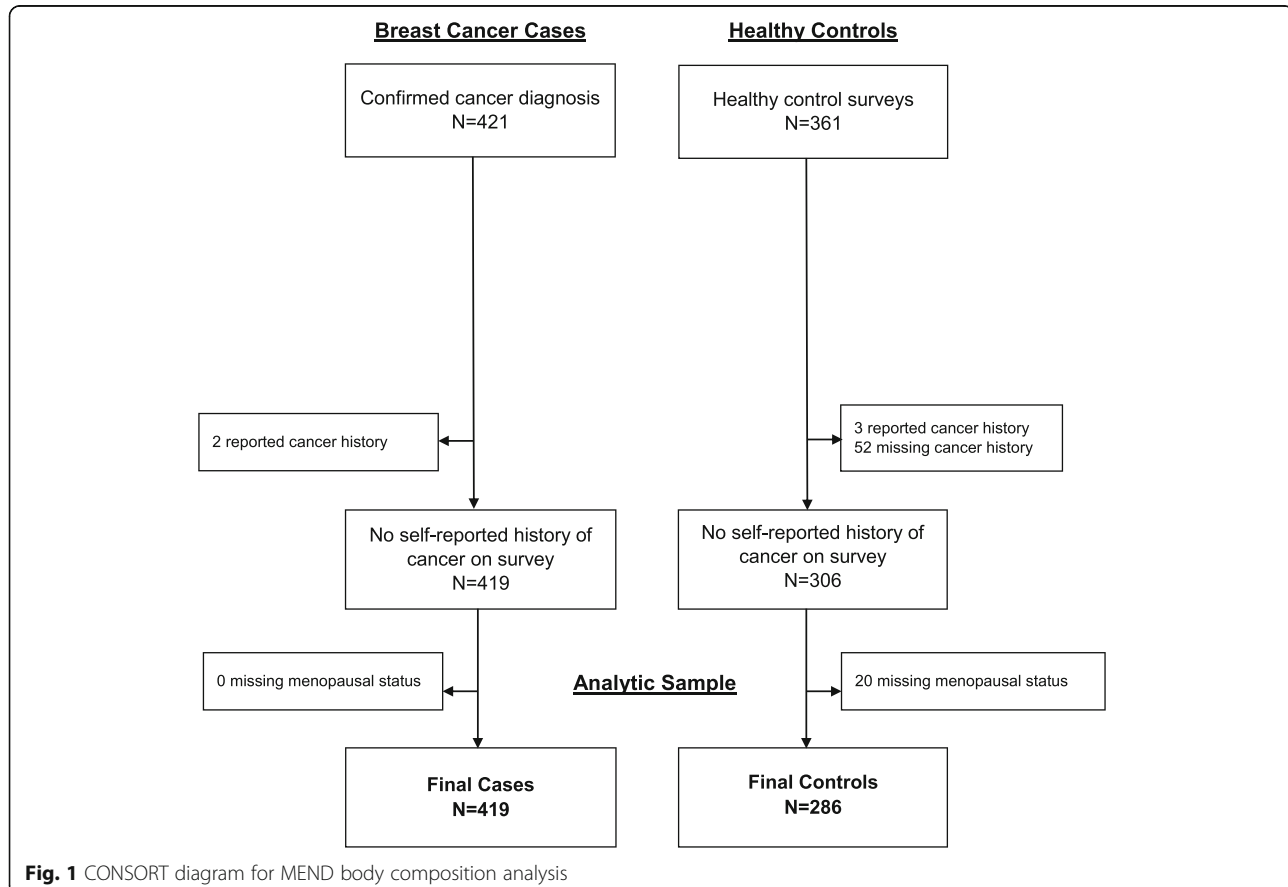 Breast Cancer Cases
Healthy Controls
Confirmed cancer diagnosis
N=421
Healthy control surveys
N=361
2 reported cancer history
3 reported cancer history
52 missing cancer history
No self-reported history of
cancer on survey
N=419
No self-reported history of
cancer on survey
N=306
0 missing menopausal status
Analytic Sample
20 missing menopausal status
Final Cases
N=419
Final Controls
N=286
Fig. 1 CONSORT diagram for MEND body composition analysis